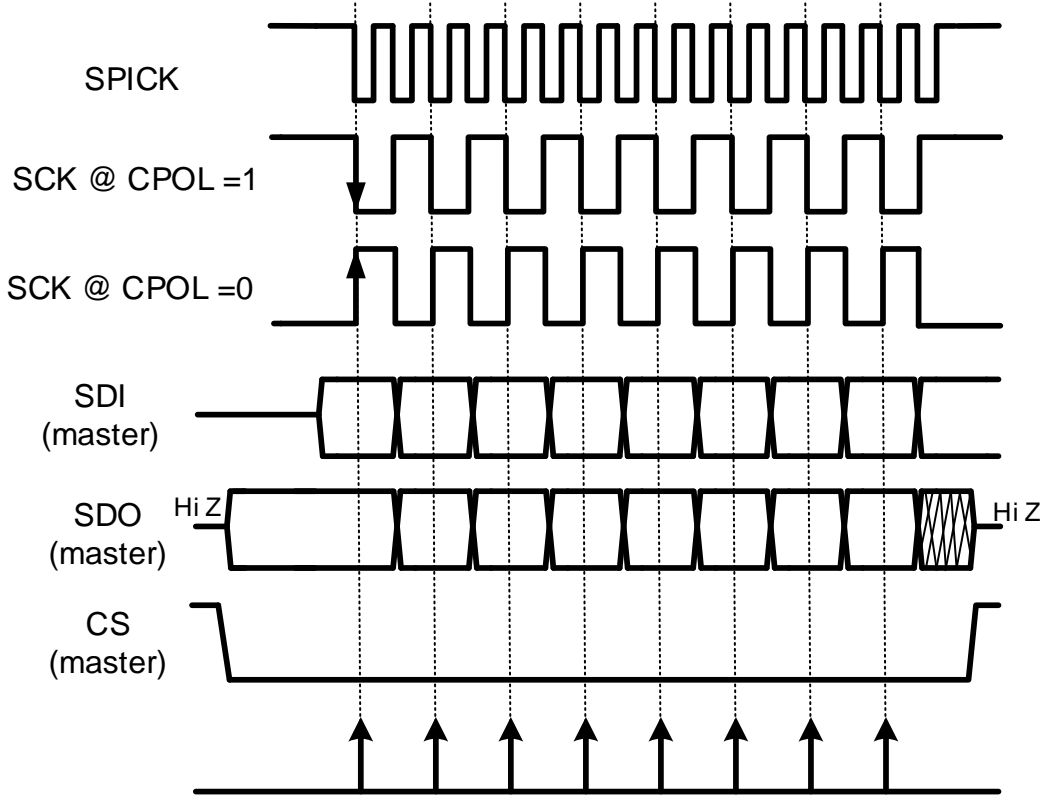 SPICK
SCK @ CPOL =1
SCK @ CPOL =0
SDI
(master)
Hi Z
SDO
(master)
Hi Z
CS
(master)